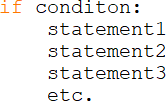 if conditon:
    statement1
    statement2
    statement3
    etc.